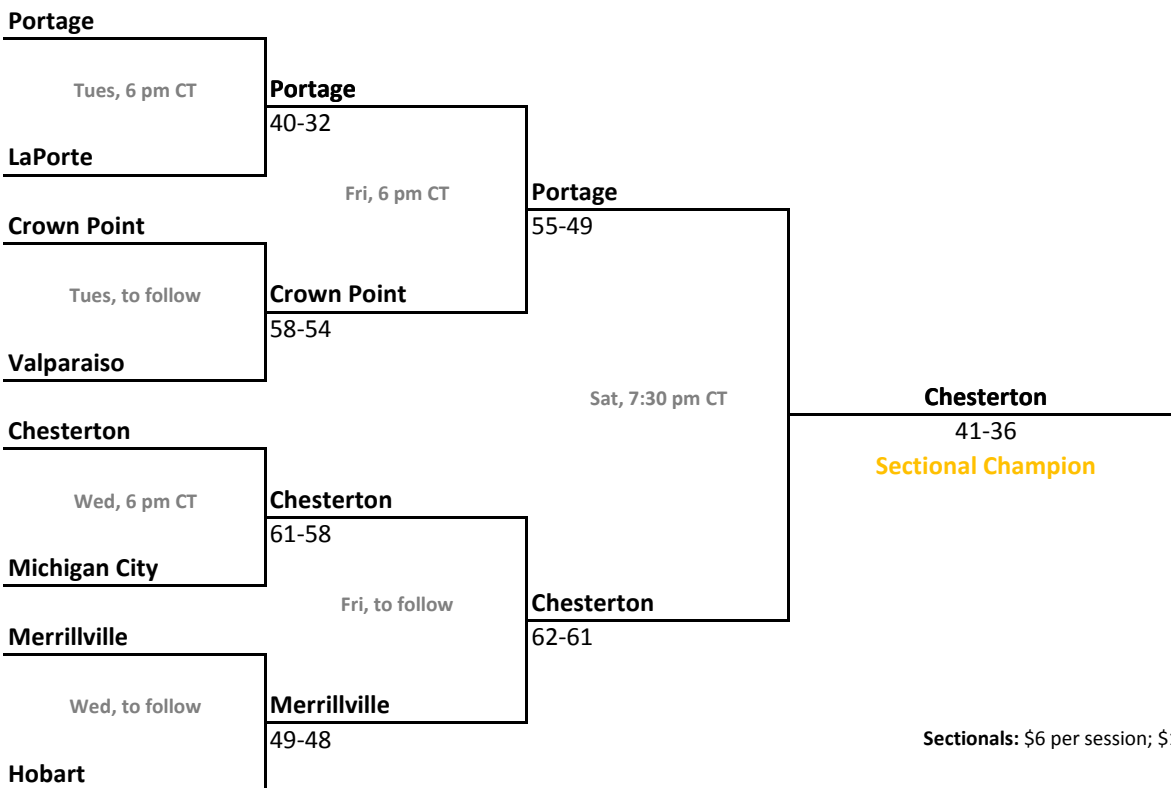 Portage
Tues, 6 pm CT
Portage
40-32
LaPorte
Fri, 6 pm CT
Portage
55-49
Crown Point
Tues, to follow
Crown Point
58-54
Valparaiso
Sat, 7:30 pm CT
Chesterton
41-36
Sectional Champion
Chesterton
Wed, 6 pm CT
Chesterton
61-58
Michigan City
Fri, to follow
Chesterton
62-61
Merrillville
Wed, to follow
Merrillville
49-48
Hobart
Sectionals: $6 per session;